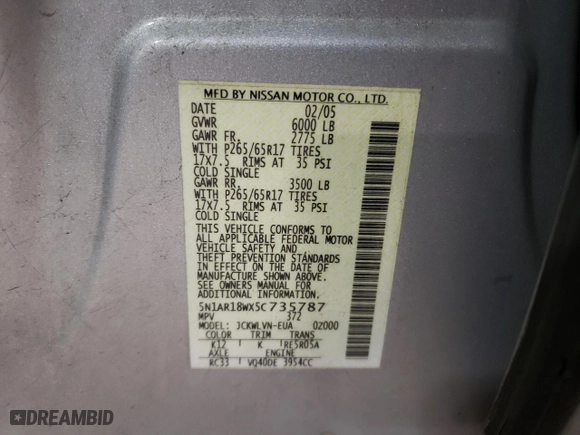 MFD BY NISSAN MOTOR CO., LTD.
DATE 02/05
GVWR 6000 LB
GAWR FR. 2775 LB
WITH P265/65R17 TIRES
17X7.5 RIMS AT 35 PSI
COLD SINGLE
GAWR RR. 3500 LB
WITH P265/65R17 TIRES
17X7.5 RIMS AT 35 PSI
COLD SINGLE
THIS VEHICLE CONFORMS TO
ALL APPLICABLE FEDERAL MOTOR
VEHICLE SAFETY AND
THEFT PREVENTION STANDARDS
IN EFFECT ON THE DATE OF
MANUFACTURE SHOWN ABOVE.
SEE OWNERS MANUAL FOR
ADDITIONAL INFORMATION.
5N1AR18WX5C735787
MPV 372
MODEL: JCKWLVN-EUA 02000
COLOR TRIM TRANS
K12 K RE5R05A
AXLE ENGINE
RC33 VQ40DE 3954CC
DREAMBID